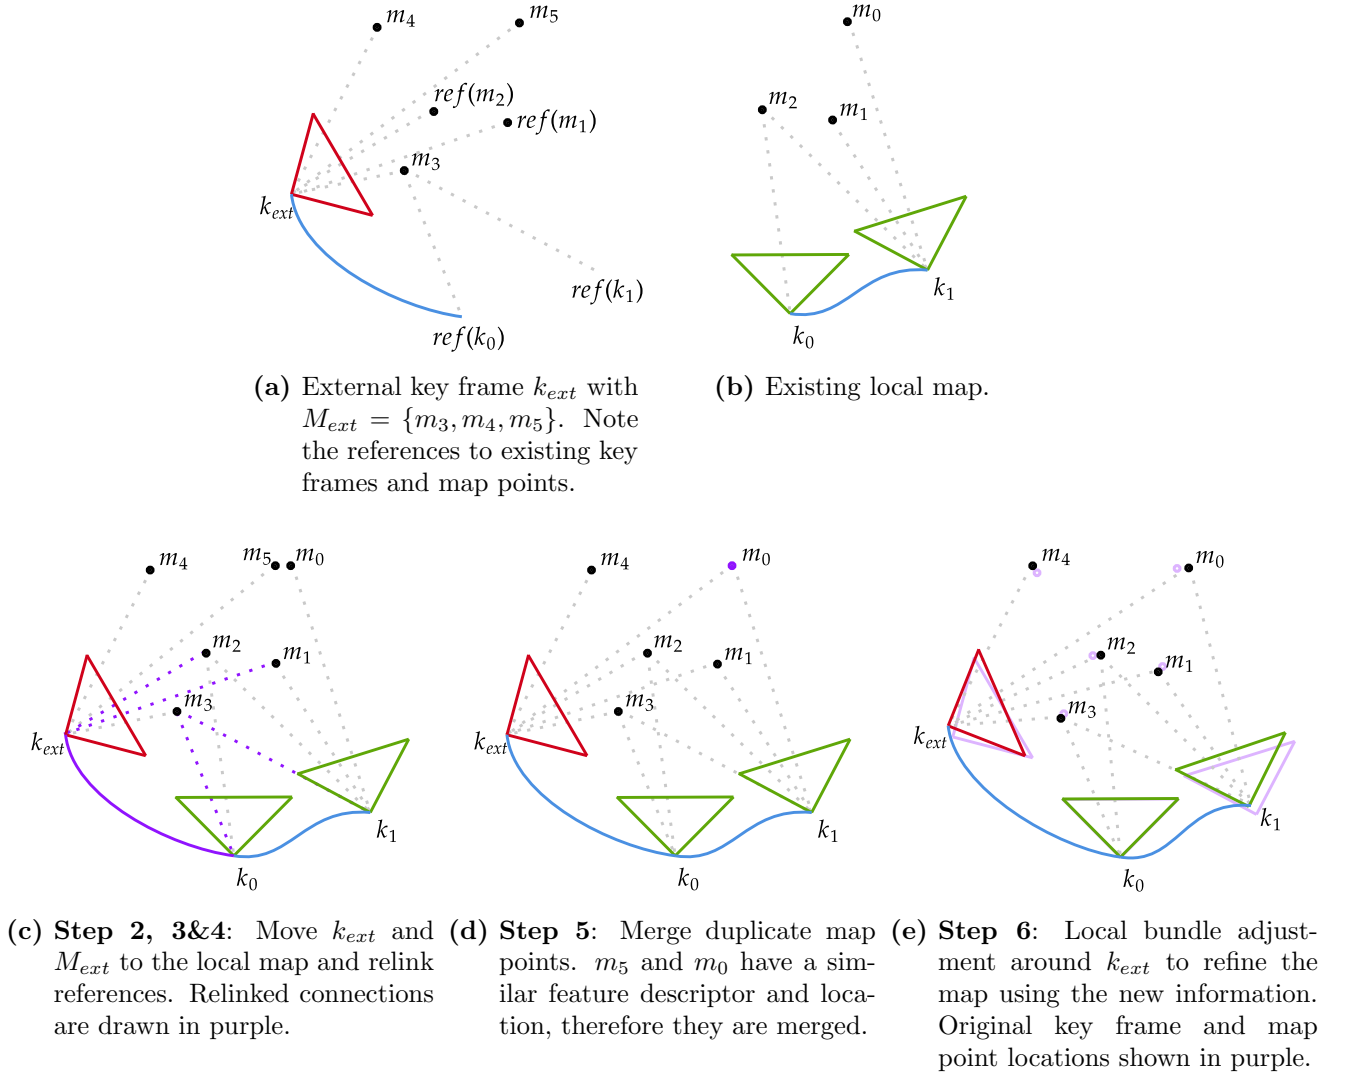 m4
m5
ref(m2)
ref(m1)
m3
kext
ref(k1)
ref(k0)
m0
m2
m1
k1
k0
(a) External key frame kext with
Mext = {m3, m4, m5}. Note
the references to existing key
frames and map points.
(b) Existing local map.
m4
m5
m0
m2
m1
m3
kext
k1
k0
m4
m0
m2
m1
m3
kext
k1
k0
m4
m0
m2
m1
m3
kext
k1
k0
(c) Step 2, 3&4: Move kext and
Mext to the local map and relink
references. Relinked connections
are drawn in purple.
(d) Step 5: Merge duplicate map
points. m5 and m0 have a sim-
ilar feature descriptor and loca-
tion, therefore they are merged.
(e) Step 6: Local bundle adjust-
ment around kext to refine the
map using the new information.
Original key frame and map
point locations shown in purple.